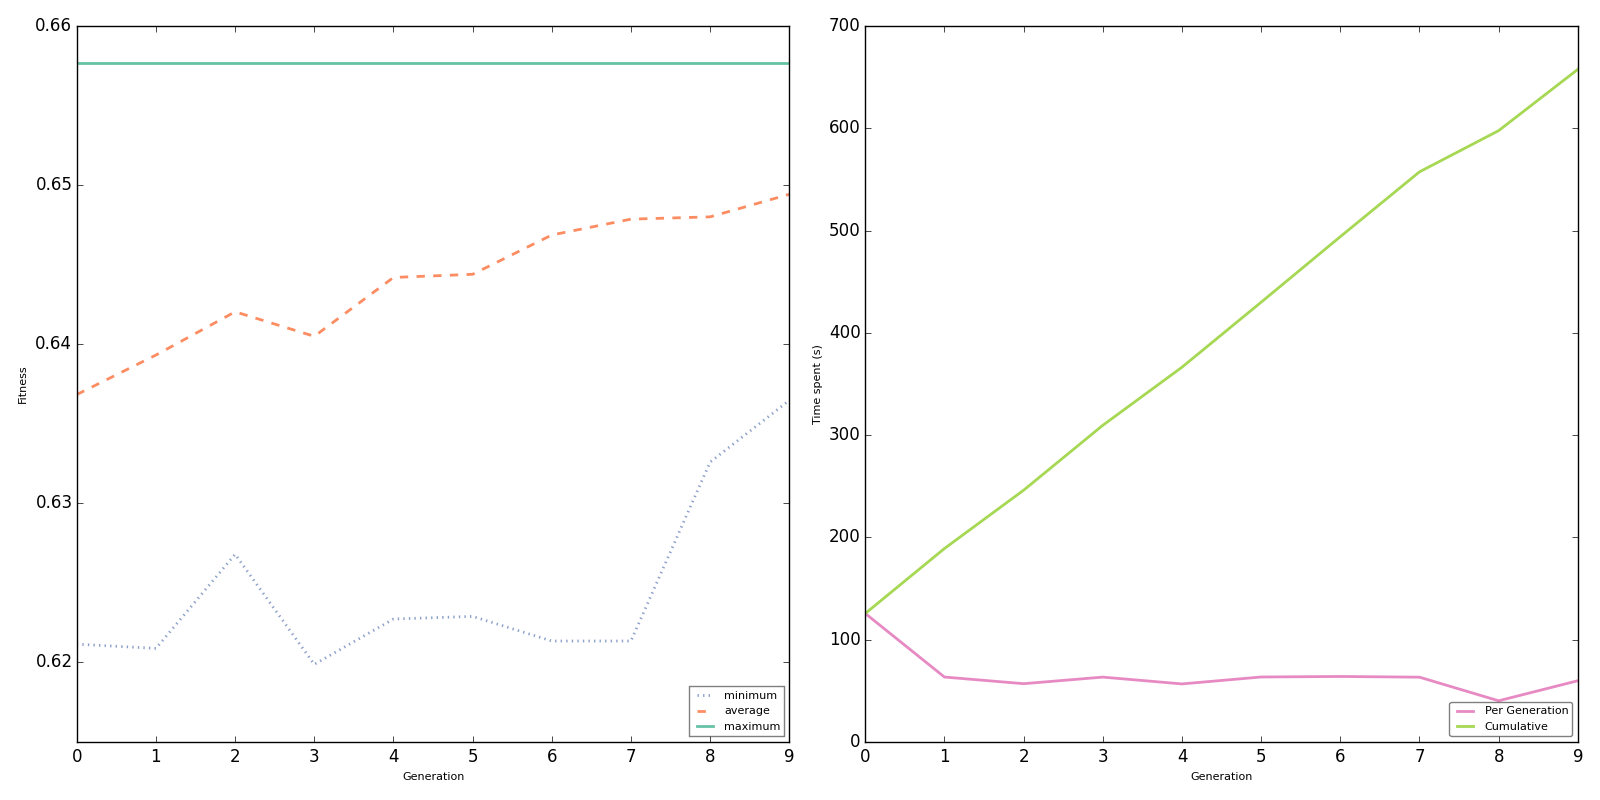 0.66
0.65
0.64
0.63
0.62
Fitness
0 1 2 3 4 5 6 7 8 9
Generation
minimum
average
maximum
700
600
500
400
300
200
100
0
Time spent (s)
0 1 2 3 4 5 6 7 8 9
Generation
Per Generation
Cumulative